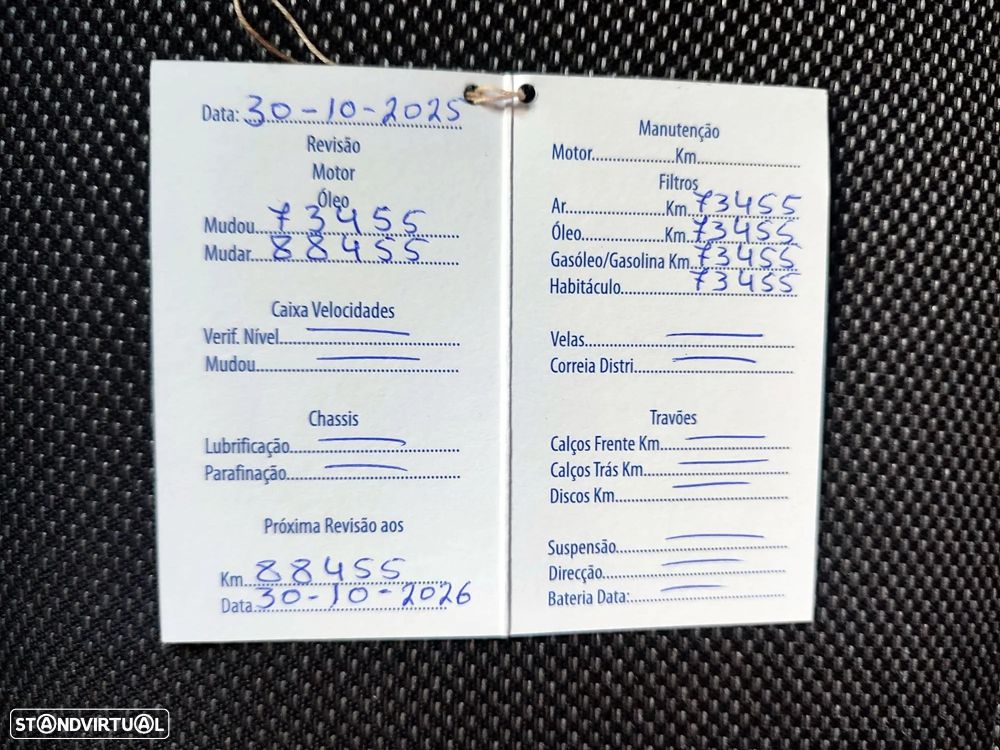 Data: 30-10-2025
Revisão
Motor
Óleo
Mudou 73455
Mudar 88455
Caixa Velocidades
Verif. Nível
Mudou
Chassis
Lubrificação
Parafinação
Próxima Revisão aos
Km 88455
Data 30-10-2026
Manutenção
Motor Km
Filtros
Ar Km 73455
Óleo Km 73455
Gasóleo/Gasolina Km 73455
Habitáculo 73455
Velas
Correia Distri
Travões
Calços Frente Km
Calços Trás Km
Discos Km
Suspensão
Direcção
Bateria Data:
STANDVIRTUAL